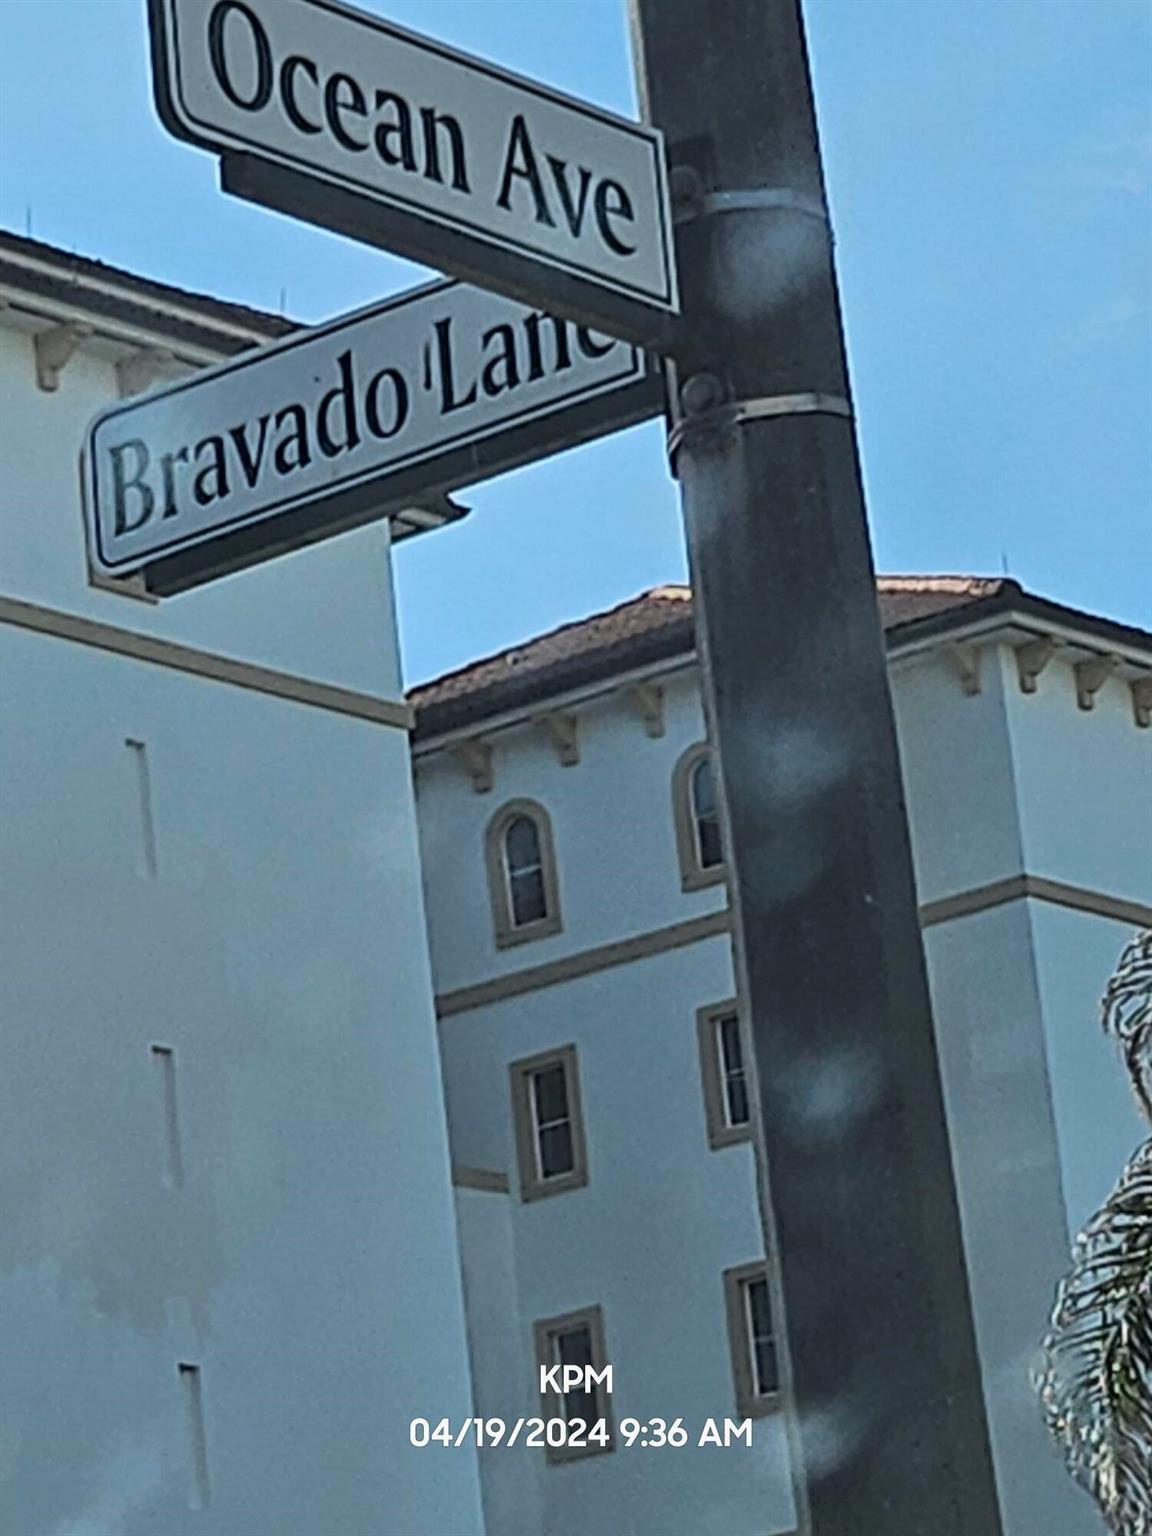 Ocean Ave
Bravado Lane
KPM
04/19/2024 9:36 AM